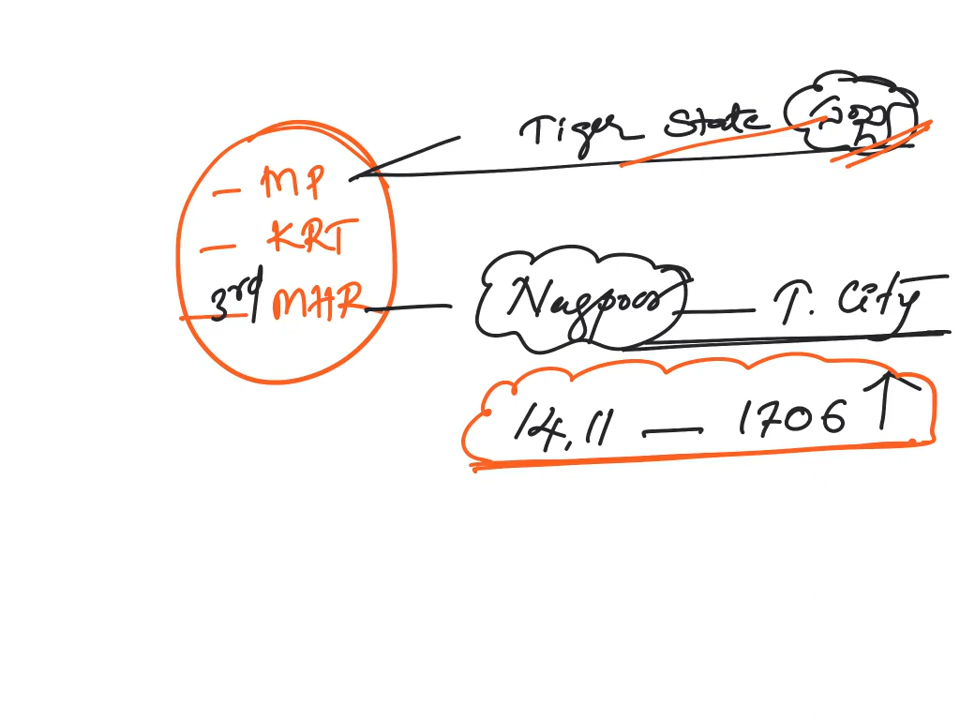 Tiger State
- MP
- KRT
3rd MHR — Nagpoor — T. City
14,11 — 1706 ↑